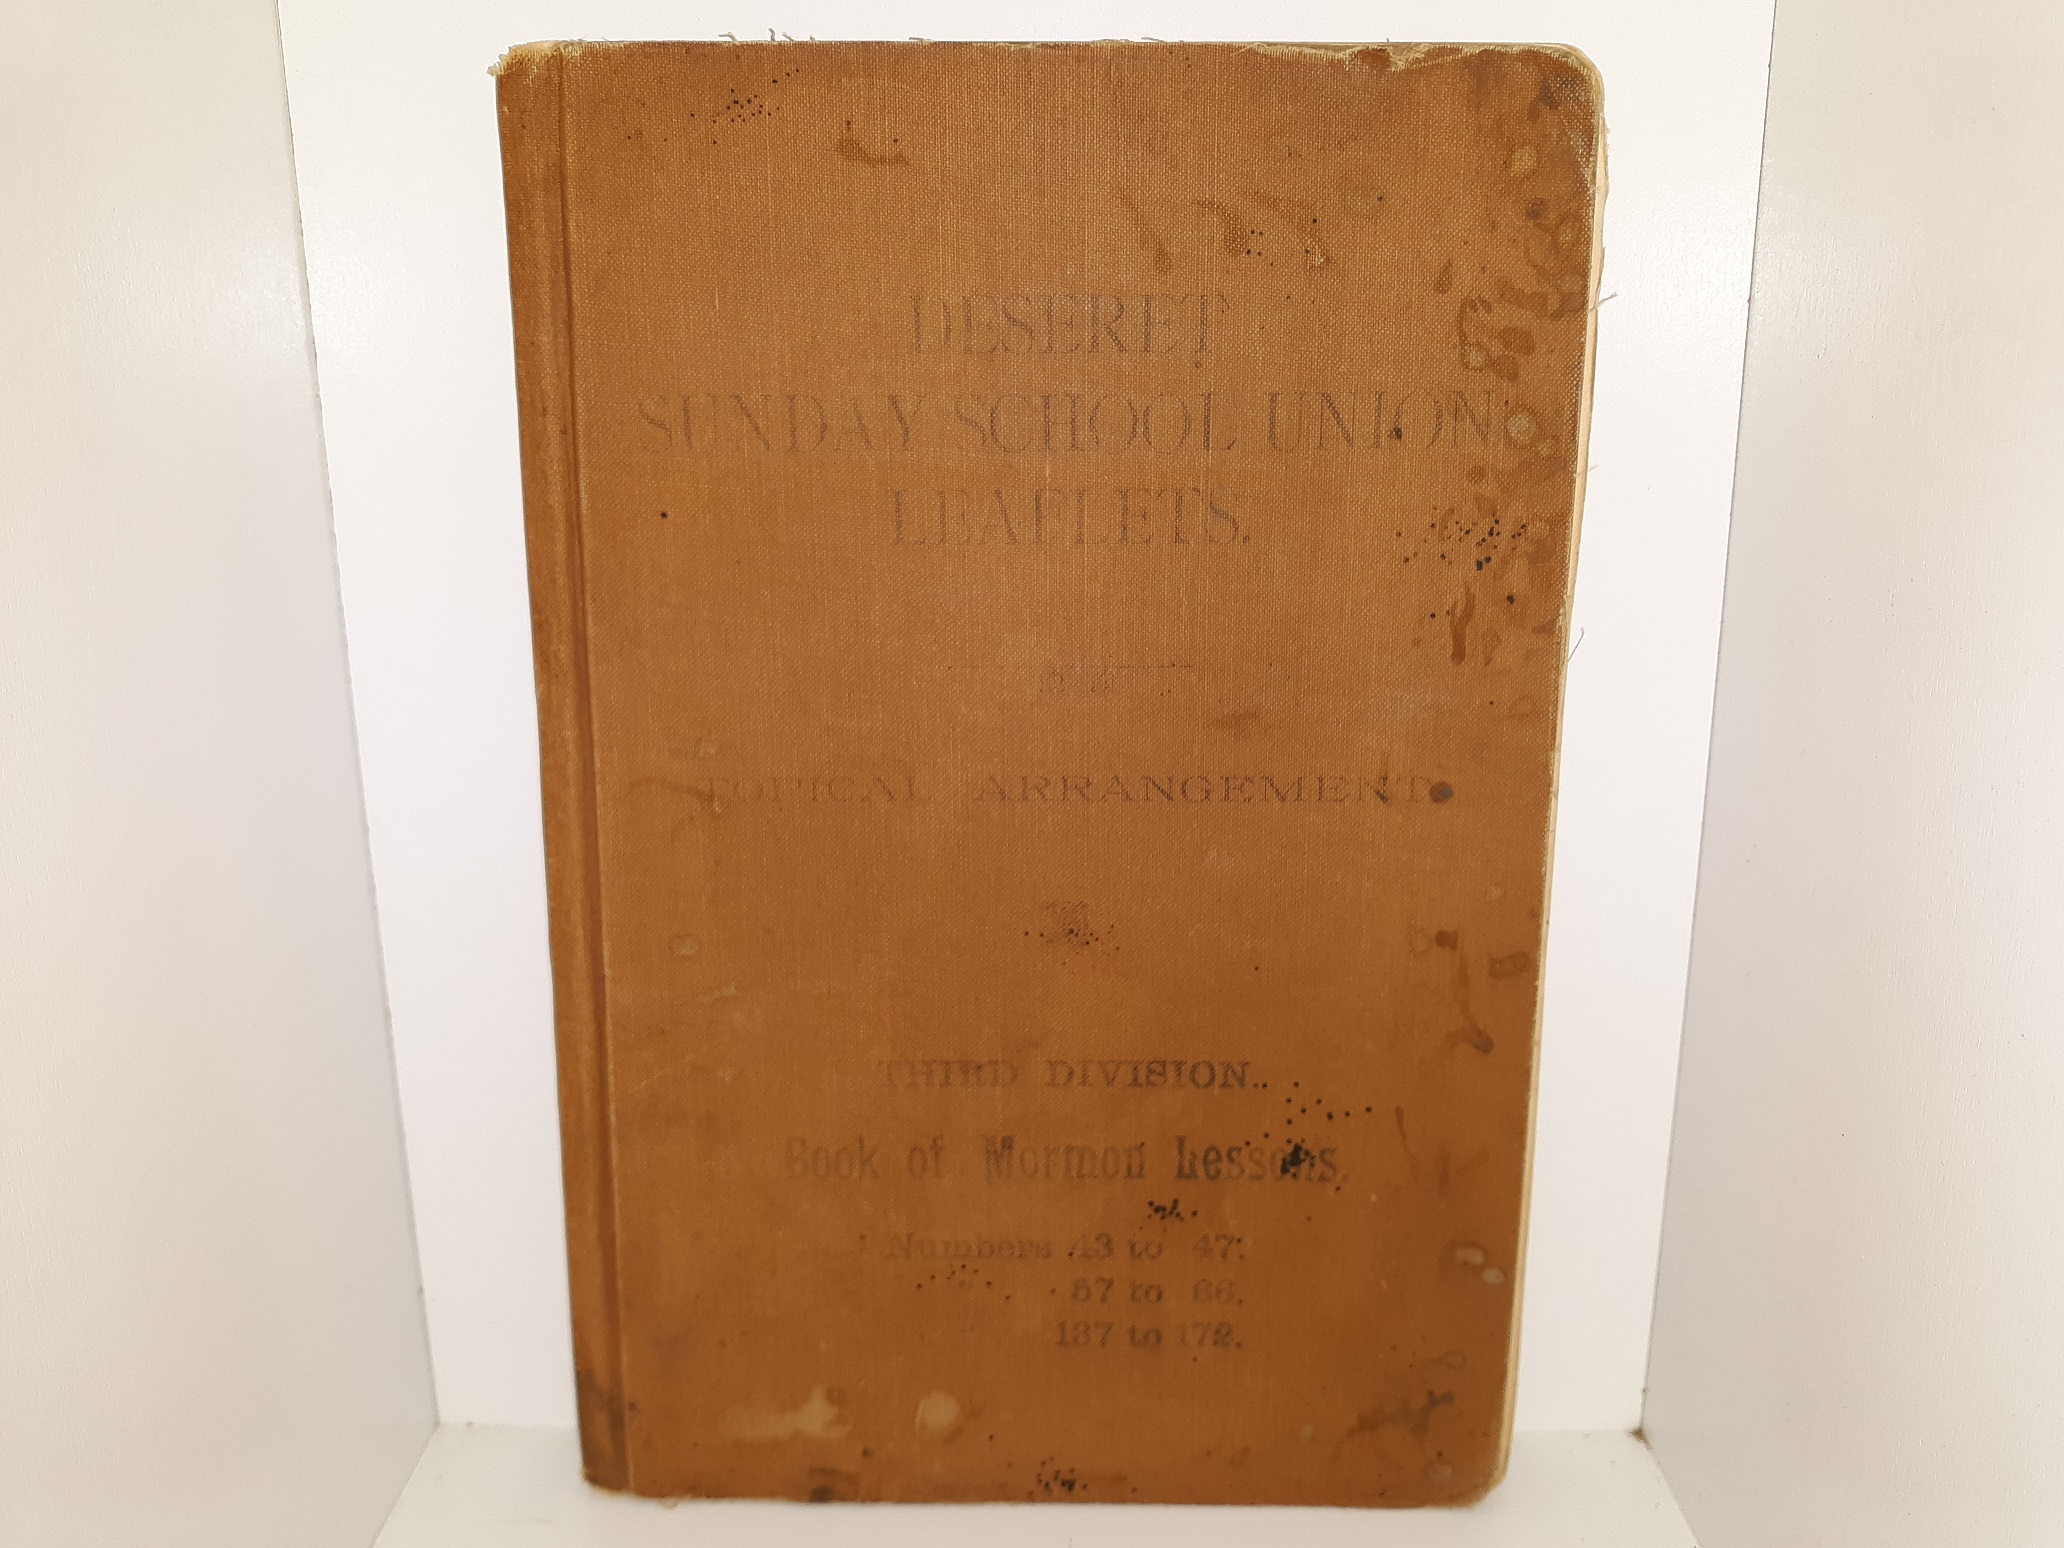 DESERET
SUNDAY SCHOOL UNION
LEAFLETS.
TOPICAL ARRANGEMENT.
THIRD DIVISION.
Book of Mormon Lessons.
Numbers 43 to 47.
57 to 66.
137 to 172.